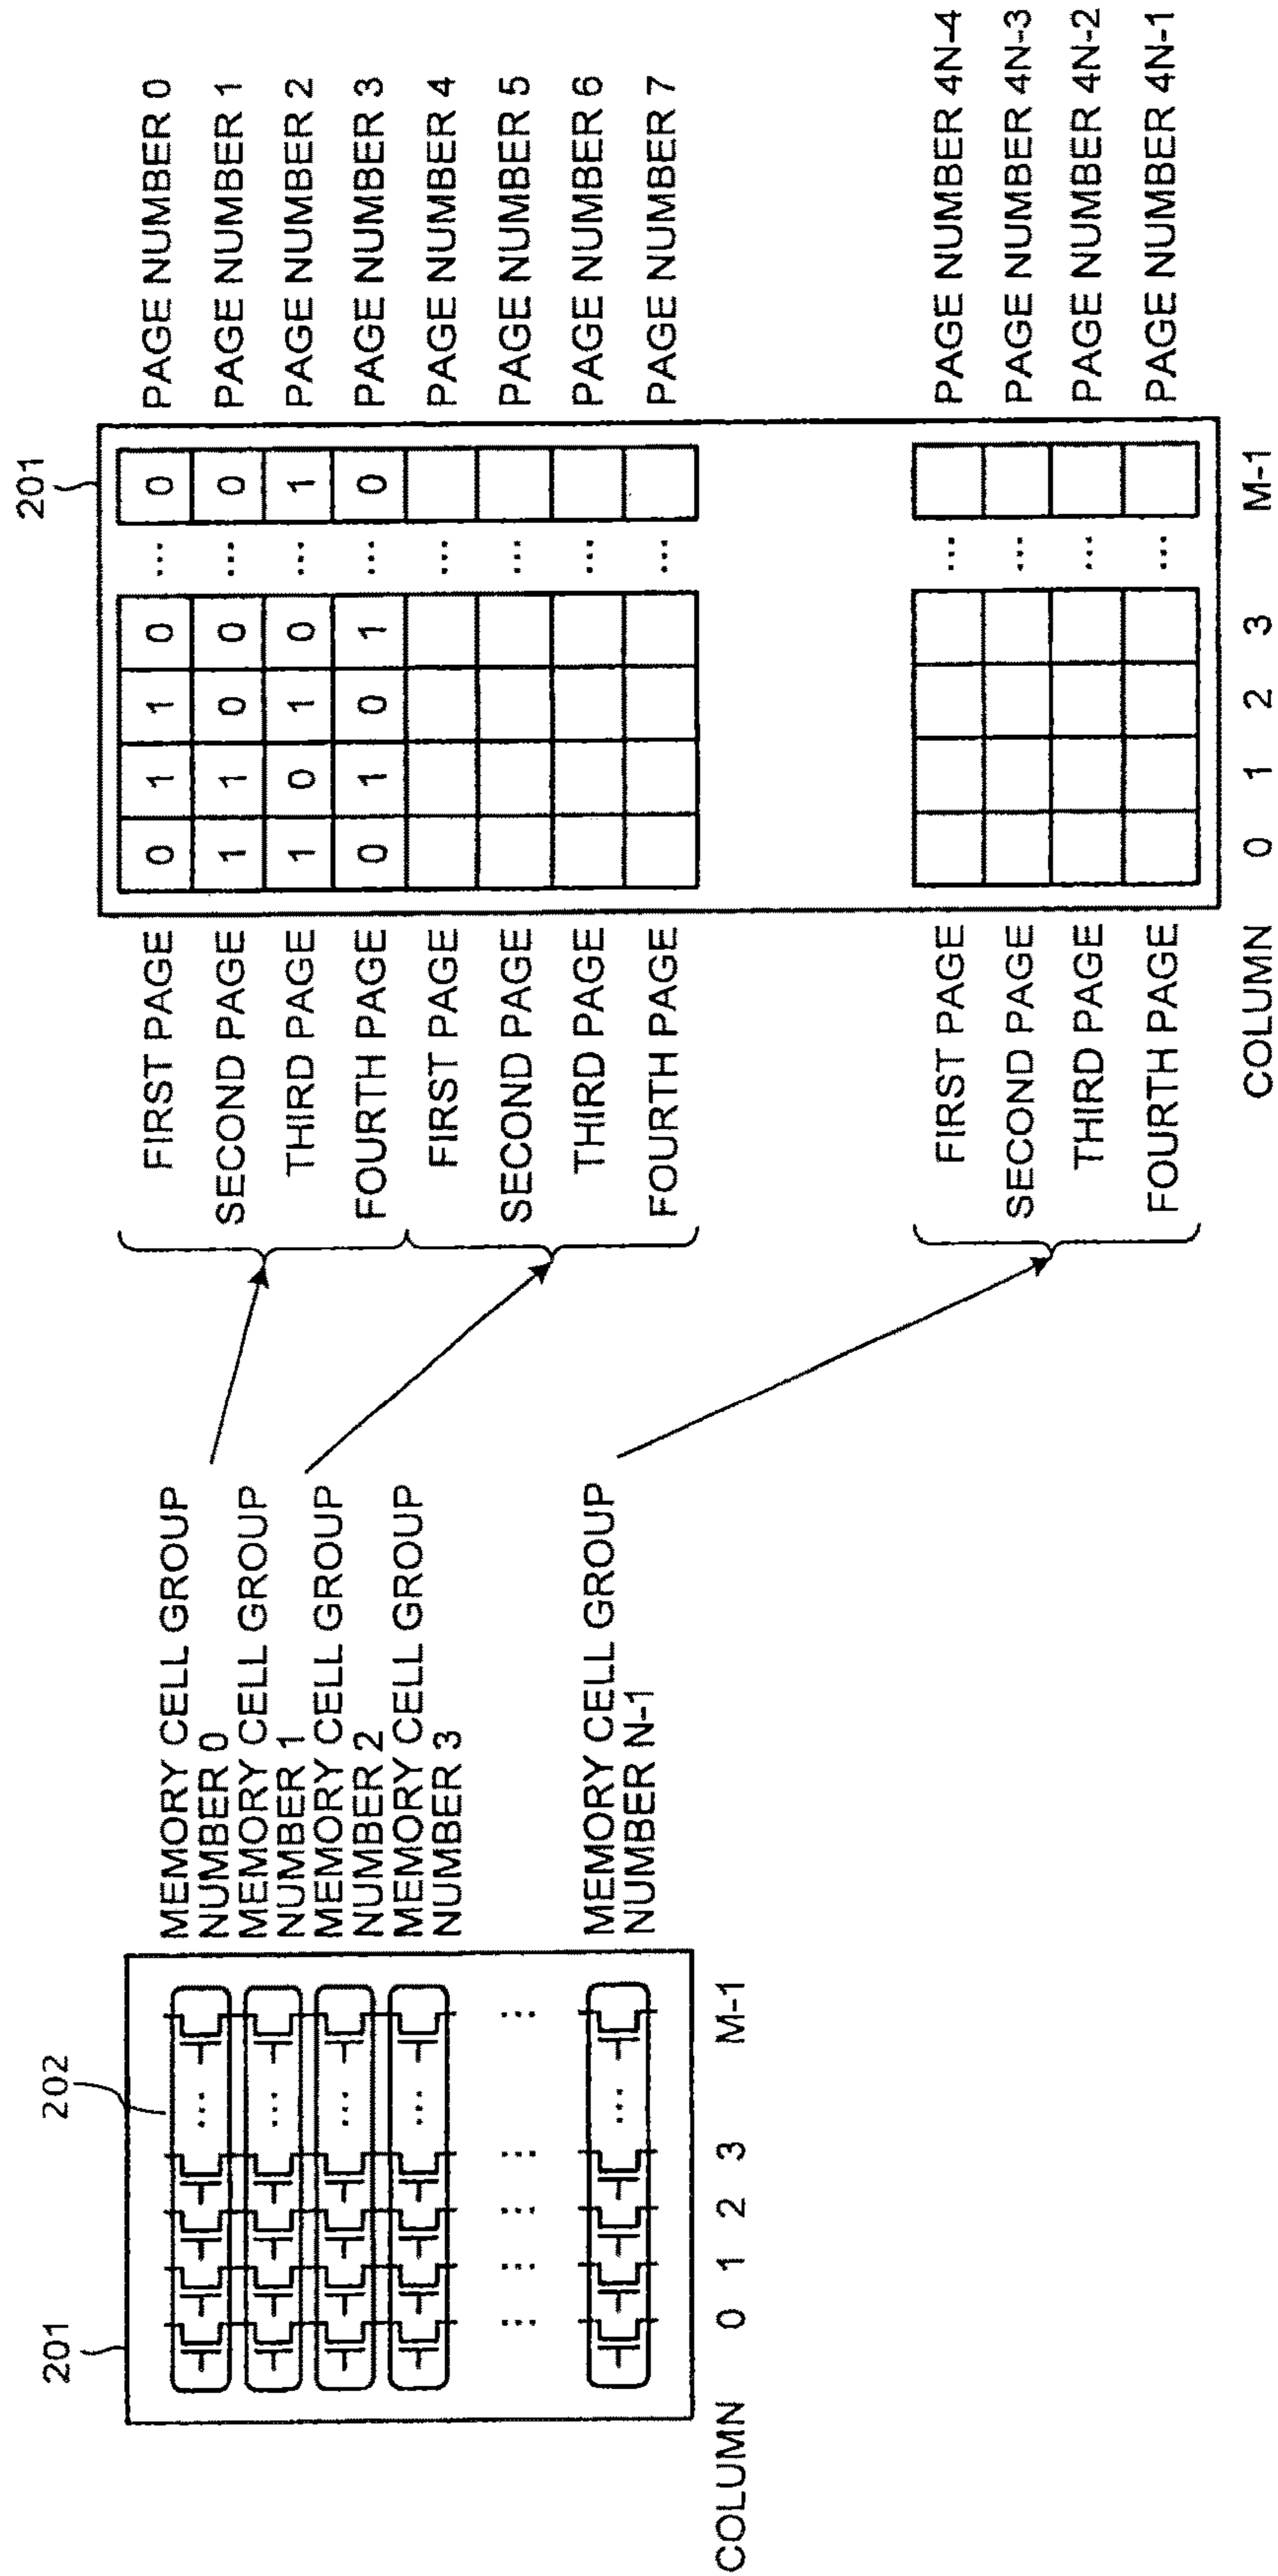 201
202
MEMORY CELL GROUP
NUMBER 0
MEMORY CELL GROUP
NUMBER 1
MEMORY CELL GROUP
NUMBER 2
MEMORY CELL GROUP
NUMBER 3
...
MEMORY CELL GROUP
NUMBER N-1
COLUMN 0 1 2 3 M-1
201
FIRST PAGE 0 1 1 0 ... 0 PAGE NUMBER 0
SECOND PAGE 1 1 0 0 ... 0 PAGE NUMBER 1
THIRD PAGE 1 0 1 0 ... 1 PAGE NUMBER 2
FOURTH PAGE 0 1 0 1 ... 0 PAGE NUMBER 3
FIRST PAGE ... PAGE NUMBER 4
SECOND PAGE ... PAGE NUMBER 5
THIRD PAGE ... PAGE NUMBER 6
FOURTH PAGE ... PAGE NUMBER 7
FIRST PAGE ... PAGE NUMBER 4N-4
SECOND PAGE ... PAGE NUMBER 4N-3
THIRD PAGE ... PAGE NUMBER 4N-2
FOURTH PAGE ... PAGE NUMBER 4N-1
COLUMN 0 1 2 3 M-1